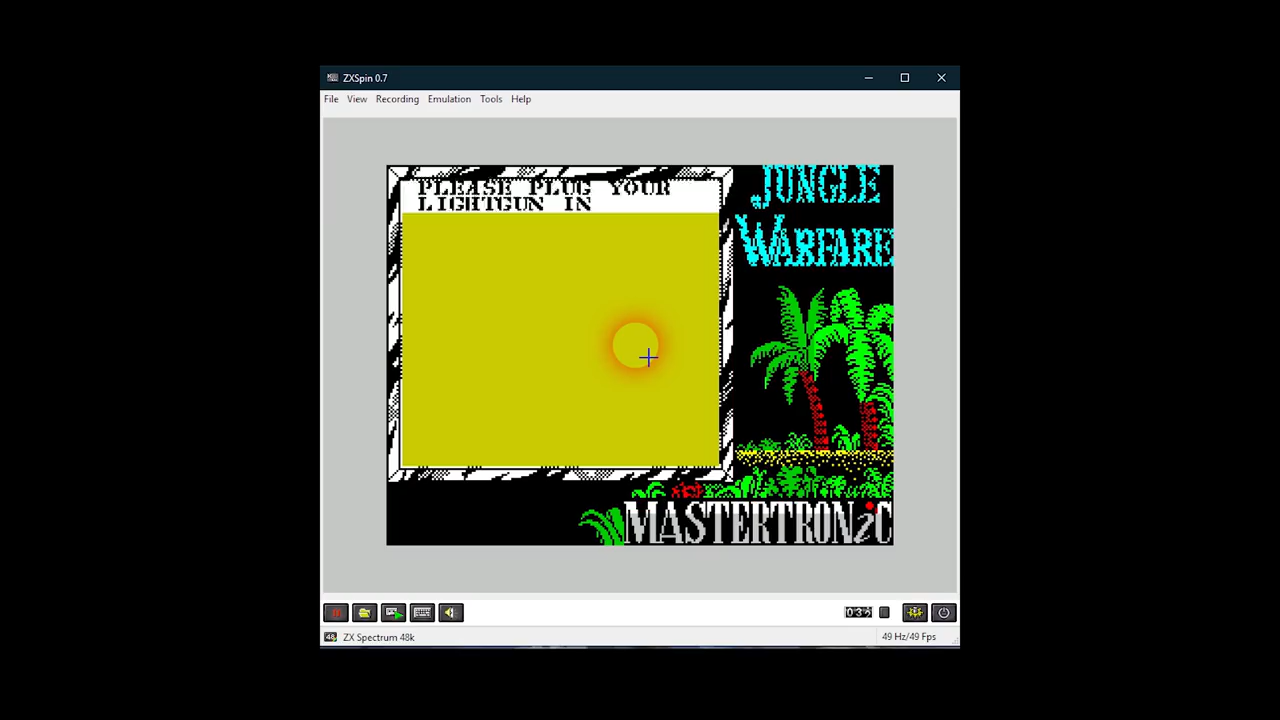 ZXSpin 0.7
File View Recording Emulation Tools Help
PLEASE PLUG YOUR
LIGHTGUN IN
JUNGLE
WARFARE
MASTERTRONiC
48 ZX Spectrum 48k
49 Hz/49 Fps